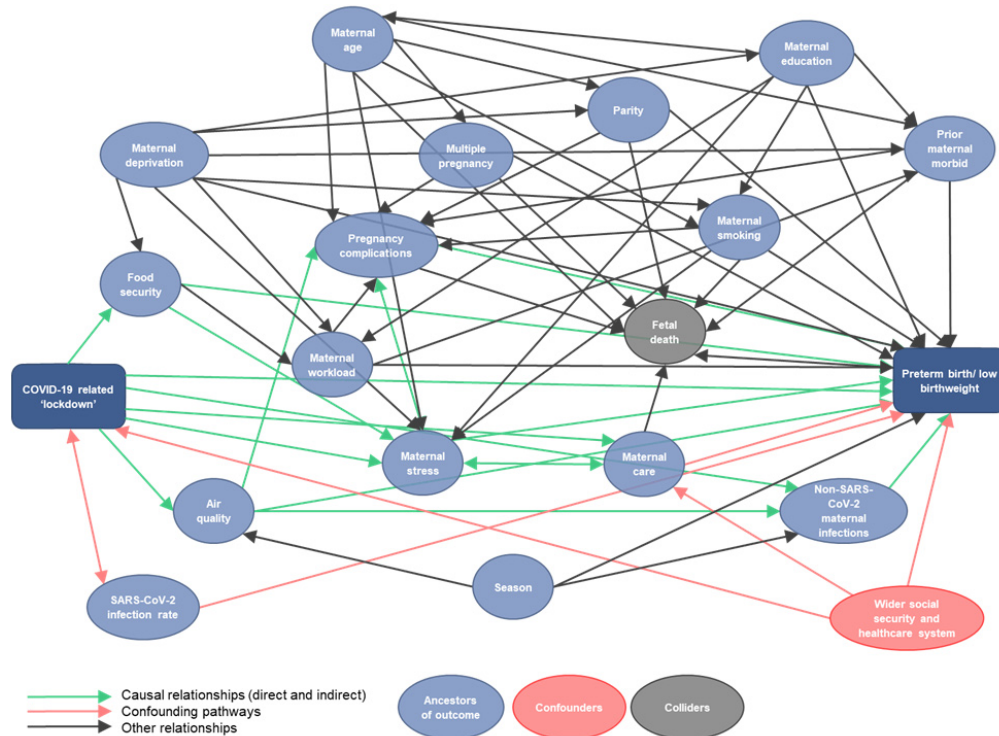 Maternal
age
Maternal
education
Parity
Maternal
deprivation
Multiple
pregnancy
Prior
maternal
morbid
Maternal
smoking
Pregnancy
complications
Food
security
Fetal
death
Maternal
workload
COVID-19 related
'lockdown'
Preterm birth/ low
birthweight
Maternal
stress
Maternal
care
Air
quality
Non-SARS-
CoV-2
maternal
infections
Season
SARS-CoV-2
infection rate
Wider social
security and
healthcare system
Causal relationships (direct and indirect)
Confounding pathways
Other relationships
Ancestors
of outcome
Confounders
Colliders